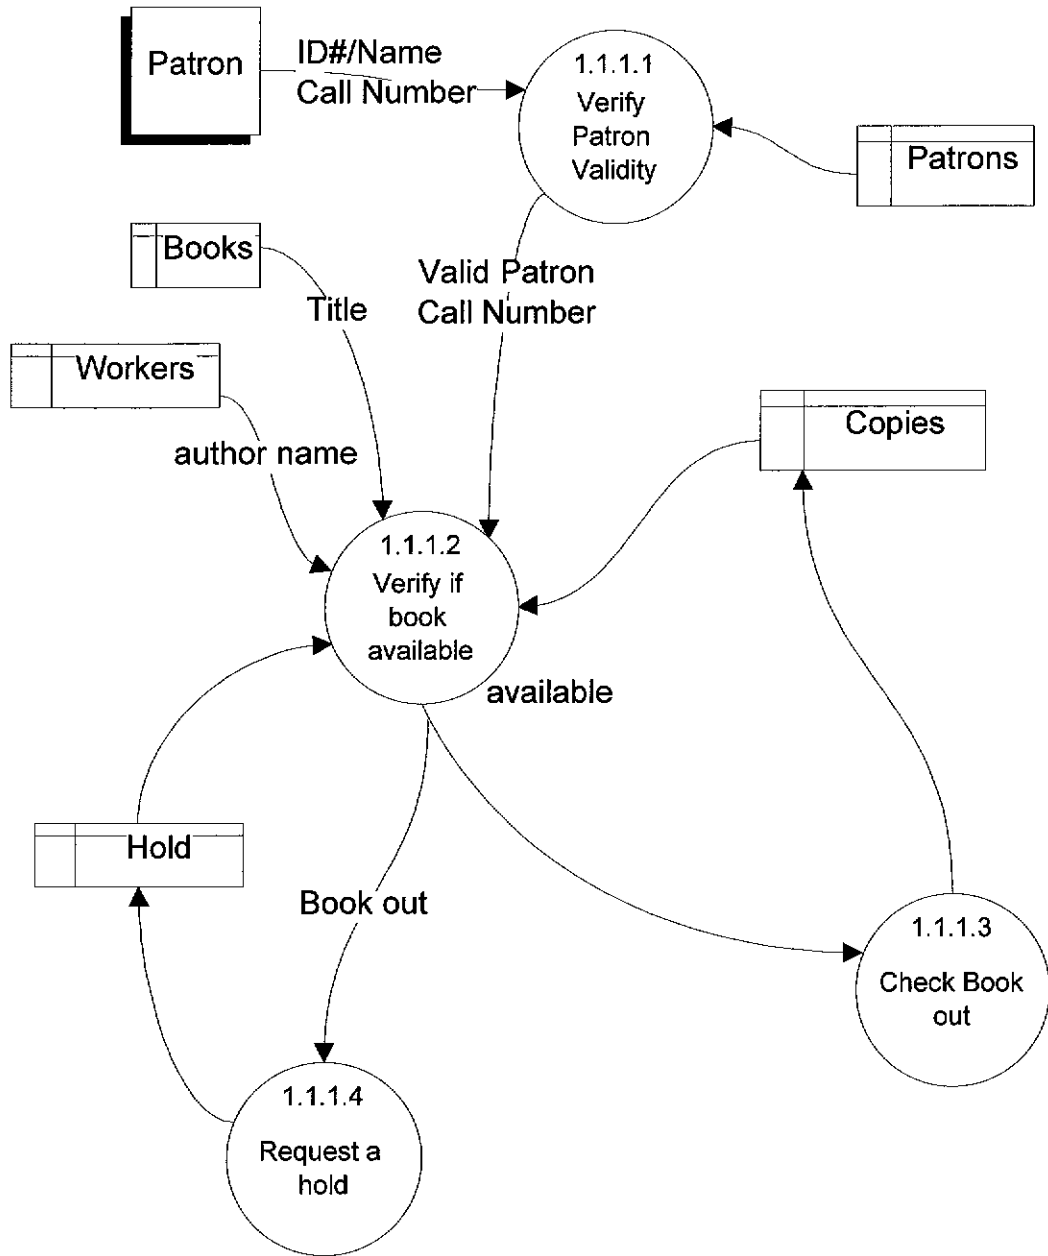 Patron
ID#/Name
Call Number
1.1.1.1
Verify
Patron
Validity
Patrons
Books
Title
Valid Patron
Call Number
Workers
author name
Copies
1.1.1.2
Verify if
book
available
available
Hold
Book out
1.1.1.3
Check Book
out
1.1.1.4
Request a
hold